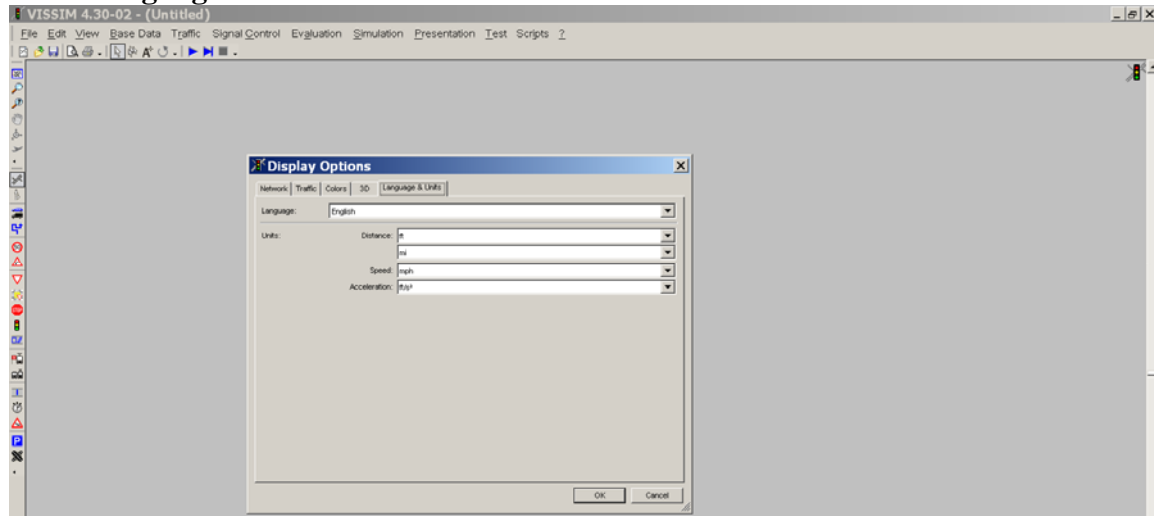 VISSIM 4.30-02 - (Untitled)
File Edit View Base Data Traffic Signal Control Evaluation Simulation Presentation Test Scripts ?
Display Options
Network Traffic Colors 3D Language & Units
Language: English
Units: Distance: ft
mi
Speed: mph
Acceleration: ft/s²
OK Cancel